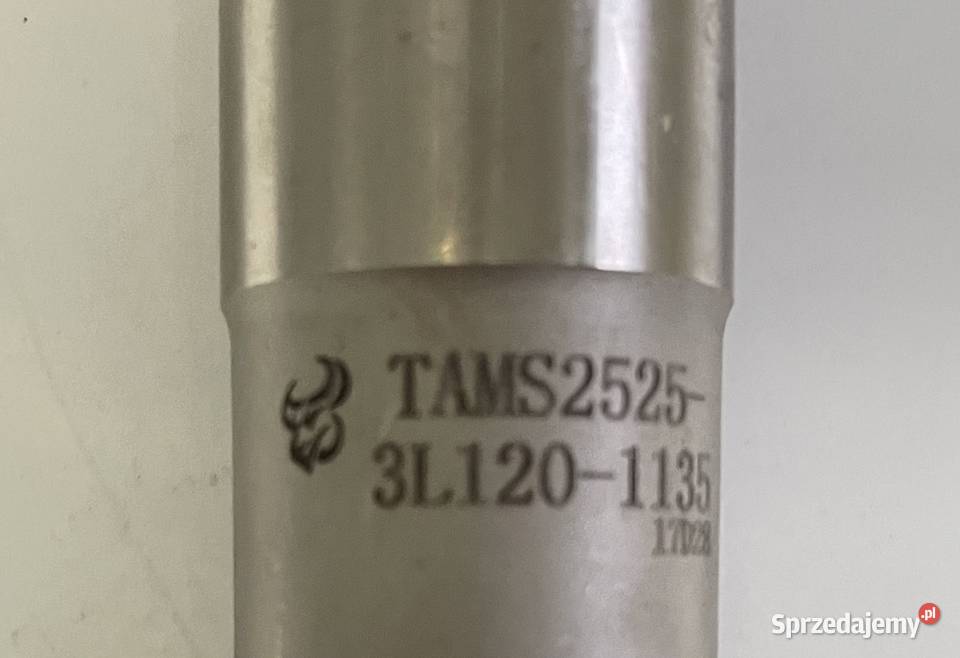 TAMS2525-
3L120-1135
17D28
Sprzedajemy.pl